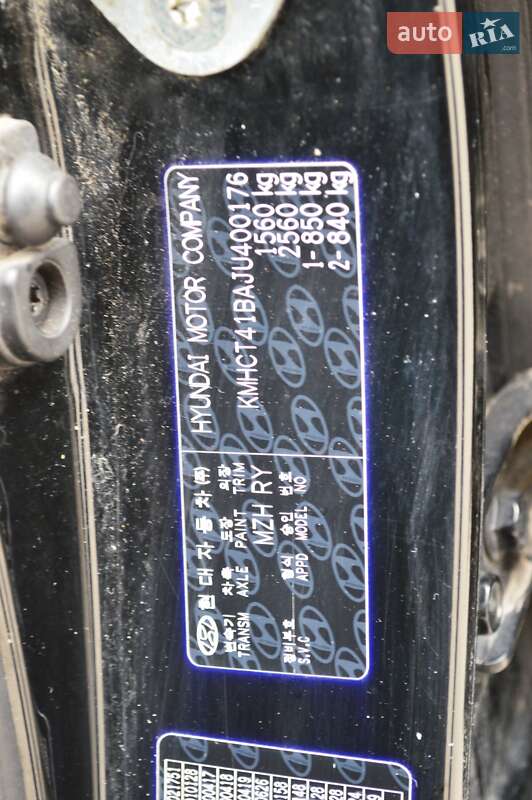 auto RIA
.com
현대자동차(주) HYUNDAI MOTOR COMPANY
변속기 차축 도장 의장
TRANSM AXLE PAINT TRIM
KMHCT41BAJU400176
MZH RY
1560 kg
2560 kg
정비부호 형식 승인 번호
S.V.C APPD MODEL NO
1- 850 kg
2- 840 kg